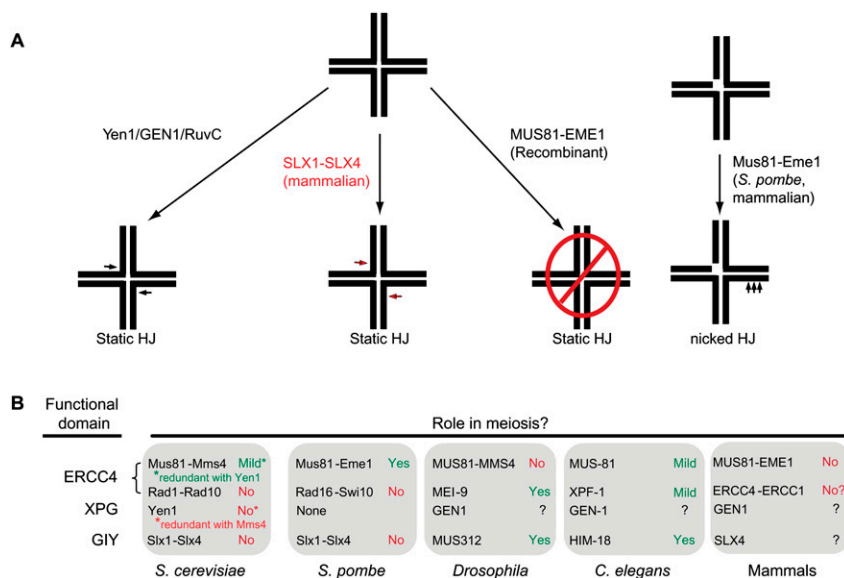 A
Yen1/GEN1/RuvC
SLX1-SLX4
(mammalian)
MUS81-EME1
(Recombinant)
Mus81-Eme1
(S. pombe,
mammalian)
Static HJ
Static HJ
Static HJ
nicked HJ
B
Functional
domain
Role in meiosis?
ERCC4
XPG
GIY
Mus81-Mms4 Mild*
*redundant with Yen1
Rad1-Rad10 No
Yen1 No*
*redundant with Mms4
Slx1-Slx4 No
S. cerevisiae
Mus81-Eme1 Yes
Rad16-Swi10 No
None
Slx1-Slx4 No
S. pombe
MUS81-MMS4 No
MEI-9 Yes
GEN1 ?
MUS312 Yes
Drosophila
MUS-81 Mild
XPF-1 Mild
GEN-1 ?
HIM-18 Yes
C. elegans
MUS81-EME1 No
ERCC4-ERCC1 No?
GEN1 ?
SLX4 ?
Mammals